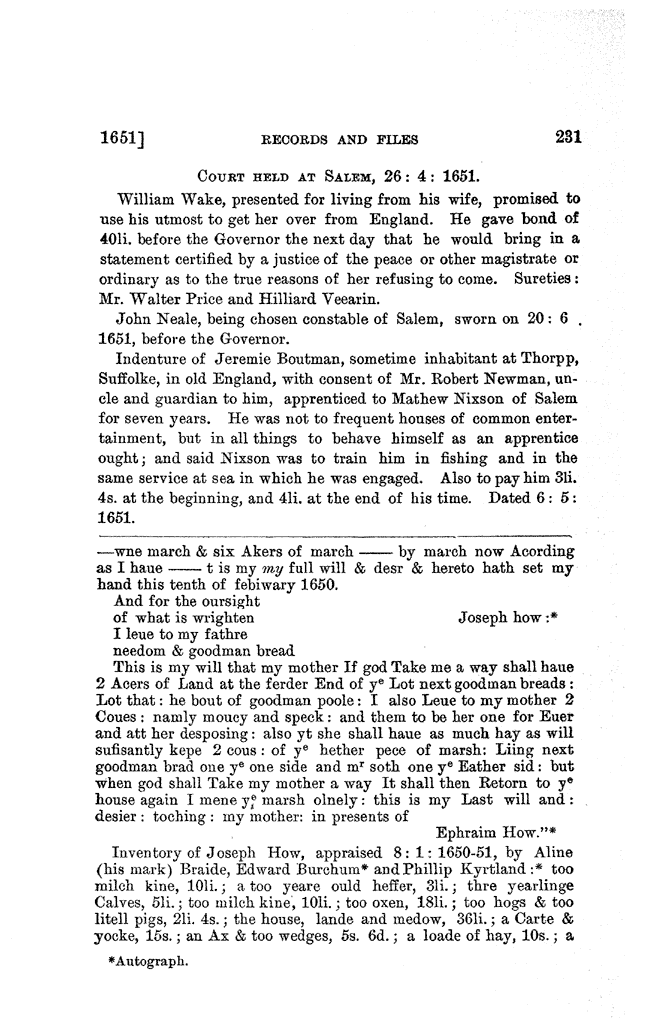 1651] RECORDS AND FILES 231
COURT HELD AT SALEM, 26: 4: 1651.
William Wake, presented for living from his wife, promised to
use his utmost to get her over from England. He gave bond of
40li. before the Governor the next day that he would bring in a
statement certified by a justice of the peace or other magistrate or
ordinary as to the true reasons of her refusing to come. Sureties:
Mr. Walter Price and Hilliard Veearin.
John Neale, being chosen constable of Salem, sworn on 20: 6 .
1651, before the Governor.
Indenture of Jeremie Boutman, sometime inhabitant at Thorpp,
Suffolke, in old England, with consent of Mr. Robert Newman, un-
cle and guardian to him, apprenticed to Mathew Nixson of Salem
for seven years. He was not to frequent houses of common enter-
tainment, but in all things to behave himself as an apprentice
ought; and said Nixson was to train him in fishing and in the
same service at sea in which he was engaged. Also to pay him 3li.
4s. at the beginning, and 4li. at the end of his time. Dated 6: 5:
1651.
—wne march & six Akers of march —— by march now Acording
as I haue —— t is my my full will & desr & hereto hath set my
hand this tenth of febiwary 1650.
And for the oursight
of what is wrighten Joseph how:*
I leue to my fathre
needom & goodman bread
This is my will that my mother If god Take me a way shall haue
2 Acers of Land at the ferder End of yᵉ Lot next goodman breads:
Lot that: he bout of goodman poole: I also Leue to my mother 2
Coues: namly moucy and speck: and them to be her one for Euer
and att her desposing: also yt she shall haue as much hay as will
sufisantly kepe 2 cous: of yᵉ hether pece of marsh: Liing next
goodman brad one yᵉ one side and mʳ soth one yᵉ Eather sid: but
when god shall Take my mother a way It shall then Retorn to yᵉ
house again I mene yᵉ marsh olnely: this is my Last will and:
desier: toching: my mother: in presents of
Ephraim How."*
Inventory of Joseph How, appraised 8: 1: 1650-51, by Aline
(his mark) Braide, Edward Burchum* and Phillip Kyrtland:* too
milch kine, 10li.; a too yeare ould heffer, 3li.; thre yearlinge
Calves, 5li.; too milch kine, 10li.; too oxen, 18li.; too hogs & too
litell pigs, 2li. 4s.; the house, lande and medow, 36li.; a Carte &
yocke, 15s.; an Ax & too wedges, 5s. 6d.; a loade of hay, 10s.; a
*Autograph.